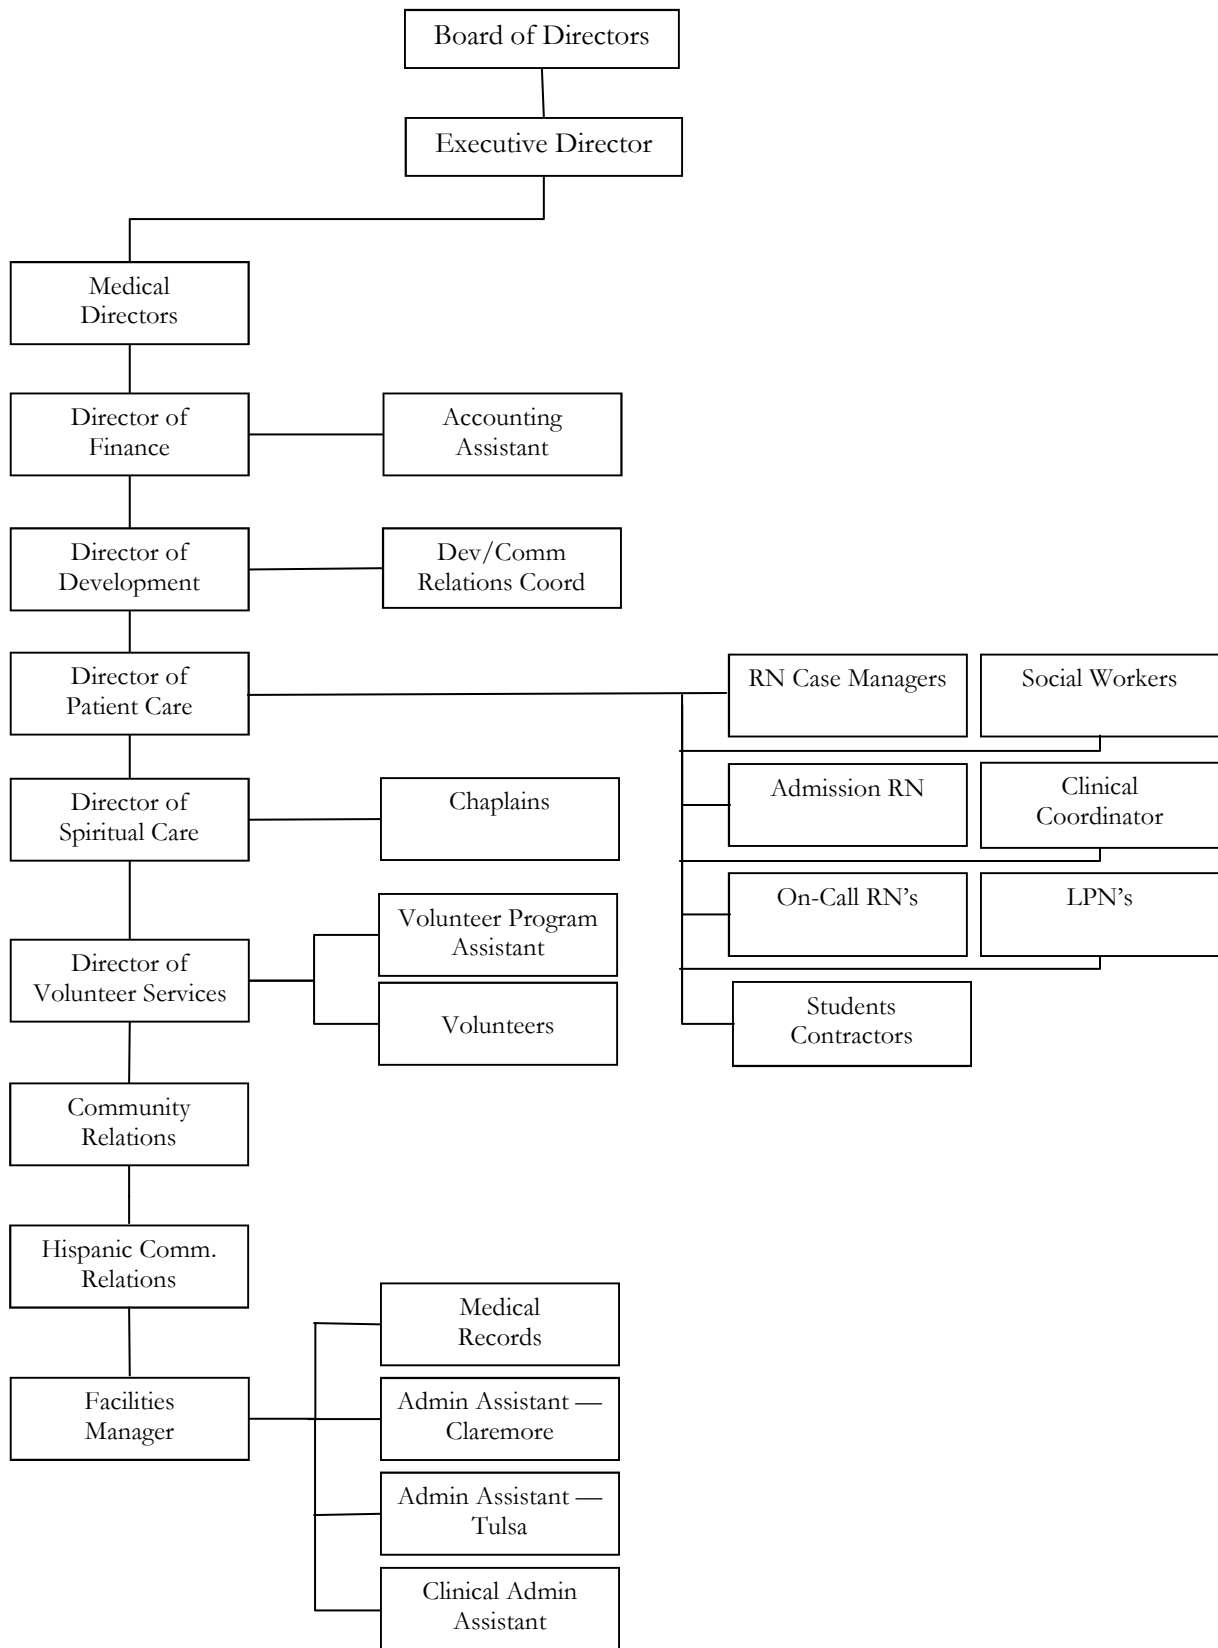 Board of Directors
Executive Director
Medical
Directors
Director of
Finance
Accounting
Assistant
Director of
Development
Dev/Comm
Relations Coord
Director of
Patient Care
RN Case Managers
Social Workers
Admission RN
Clinical
Coordinator
On-Call RN's
LPN's
Students
Contractors
Director of
Spiritual Care
Chaplains
Director of
Volunteer Services
Volunteer Program
Assistant
Volunteers
Community
Relations
Hispanic Comm.
Relations
Facilities
Manager
Medical
Records
Admin Assistant —
Claremore
Admin Assistant —
Tulsa
Clinical Admin
Assistant